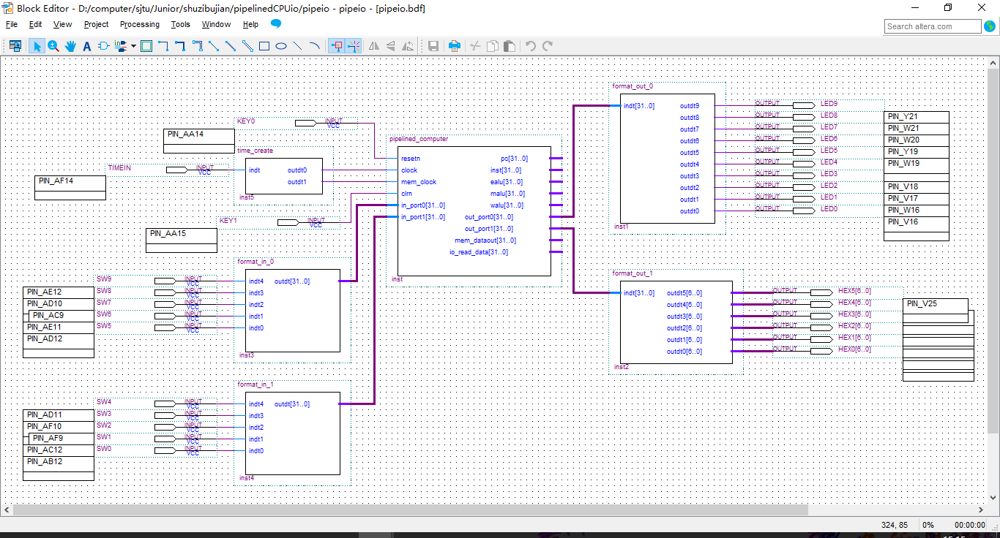 Block Editor - D:/computer/sjtu/Junior/shuzibujian/pipelinedCPUio/pipeio - pipeio - [pipeio.bdf]
File Edit View Project Processing Tools Window Help
Search altera.com
KEY0 INPUT VCC
PIN_AA14
TIMEIN INPUT VCC
PIN_AF14
time_create
indt outdt0
outdt1
inst5
KEY1 INPUT VCC
PIN_AA15
pipelined_computer
resetn pc[31..0]
clock inst[31..0]
mem_clock ealu[31..0]
clrn malu[31..0]
in_port0[31..0] walu[31..0]
in_port1[31..0] out_port0[31..0]
out_port1[31..0]
mem_dataout[31..0]
io_read_data[31..0]
inst
format_in_0
SW9 INPUT VCC indt4 outdt[31..0]
SW8 INPUT VCC indt3
SW7 INPUT VCC indt2
SW6 INPUT VCC indt1
SW5 INPUT VCC indt0
inst3
PIN_AE12
PIN_AD10
PIN_AC9
PIN_AE11
PIN_AD12
format_in_1
SW4 INPUT VCC indt4 outdt[31..0]
SW3 INPUT VCC indt3
SW2 INPUT VCC indt2
SW1 INPUT VCC indt1
SW0 INPUT VCC indt0
inst4
PIN_AD11
PIN_AF10
PIN_AF9
PIN_AC12
PIN_AB12
format_out_0
indt[31..0] outdt9 OUTPUT LED9
outdt8 OUTPUT LED8
outdt7 OUTPUT LED7
outdt6 OUTPUT LED6
outdt5 OUTPUT LED5
outdt4 OUTPUT LED4
outdt3 OUTPUT LED3
outdt2 OUTPUT LED2
outdt1 OUTPUT LED1
outdt0 OUTPUT LED0
inst1
PIN_Y21
PIN_W21
PIN_W20
PIN_Y19
PIN_W19
PIN_V18
PIN_V17
PIN_W16
PIN_V16
format_out_1
indt[31..0] outdt5[6..0] OUTPUT HEX5[6..0]
outdt4[6..0] OUTPUT HEX4[6..0]
outdt3[6..0] OUTPUT HEX3[6..0]
outdt2[6..0] OUTPUT HEX2[6..0]
outdt1[6..0] OUTPUT HEX1[6..0]
outdt0[6..0] OUTPUT HEX0[6..0]
inst2
PIN_V25
324, 85 0% 00:00:00